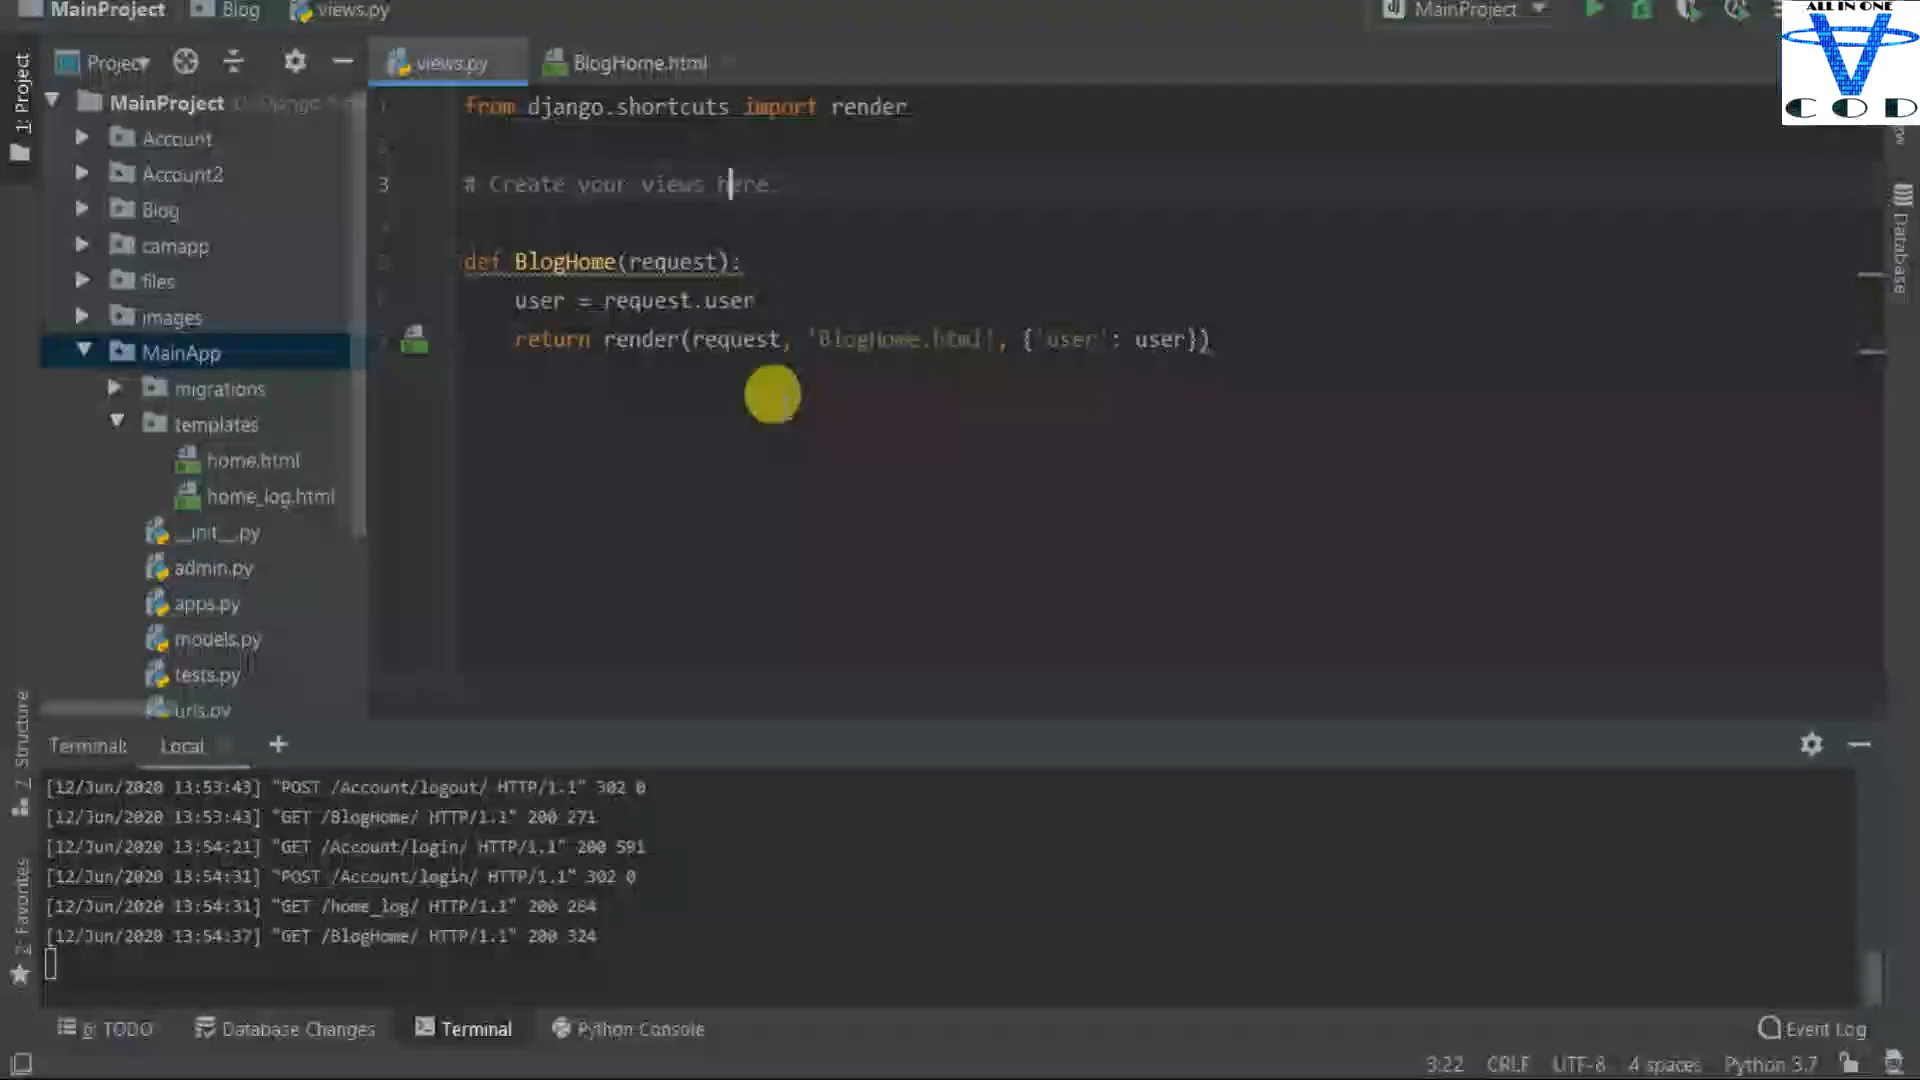 MainProject
Blog
views.py
MainProject
ALL IN ONE
COD
1: Project
Project
views.py
BlogHome.html
MainProject
Account
Account2
Blog
camapp
files
images
MainApp
migrations
templates
home.html
home_log.html
__init__.py
admin.py
apps.py
models.py
tests.py
urls.py
from django.shortcuts import render
3
# Create your views here.
def BlogHome(request):
user = request.user
return render(request, 'BlogHome.html', {'user': user})
Database
Z: Structure
2: Favorites
Terminal:
Local
+
[12/Jun/2020 13:53:43] "POST /Account/logout/ HTTP/1.1" 302 0
[12/Jun/2020 13:53:43] "GET /BlogHome/ HTTP/1.1" 200 271
[12/Jun/2020 13:54:21] "GET /Account/login/ HTTP/1.1" 200 591
[12/Jun/2020 13:54:31] "POST /Account/login/ HTTP/1.1" 302 0
[12/Jun/2020 13:54:31] "GET /home_log/ HTTP/1.1" 200 264
[12/Jun/2020 13:54:37] "GET /BlogHome/ HTTP/1.1" 200 324
6: TODO
Database Changes
Terminal
Python Console
Event Log
3:22
CRLF
UTF-8
4 spaces
Python 3.7